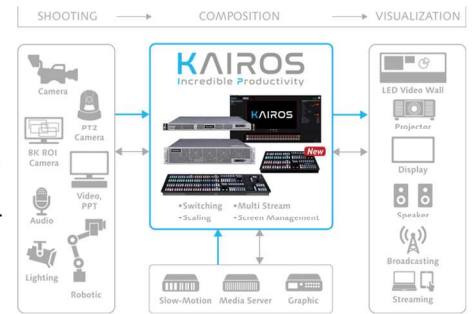 SHOOTING
COMPOSITION
VISUALIZATION
Camera
PTZ
Camera
8K ROI
Camera
Video,
PPT
Audio
Lighting
Robotic
KAIROS
Incredible Productivity
KAIROS
New
•Switching
•Multi Stream
•Scaling
•Screen Management
Slow-Motion
Media Server
Graphic
LED Video Wall
Projector
Display
Speaker
Broadcasting
Streaming